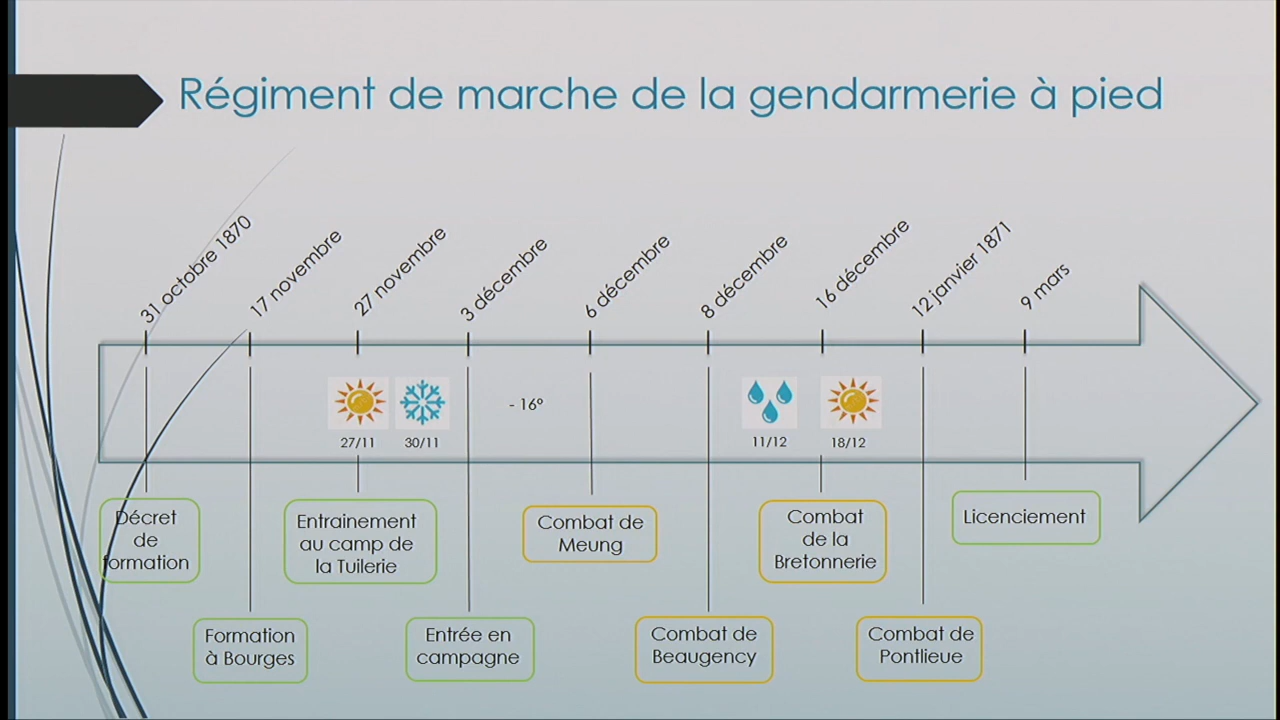 Régiment de marche de la gendarmerie à pied
31 octobre 1870
17 novembre
27 novembre
3 décembre
6 décembre
8 décembre
16 décembre
12 janvier 1871
9 mars
- 16º
27/11
30/11
11/12
18/12
Décret
de
formation
Entrainement
au camp de
la Tuilerie
Combat de
Meung
Combat
de la
Bretonnerie
Licenciement
Formation
à Bourges
Entrée en
campagne
Combat de
Beaugency
Combat de
Pontlieue